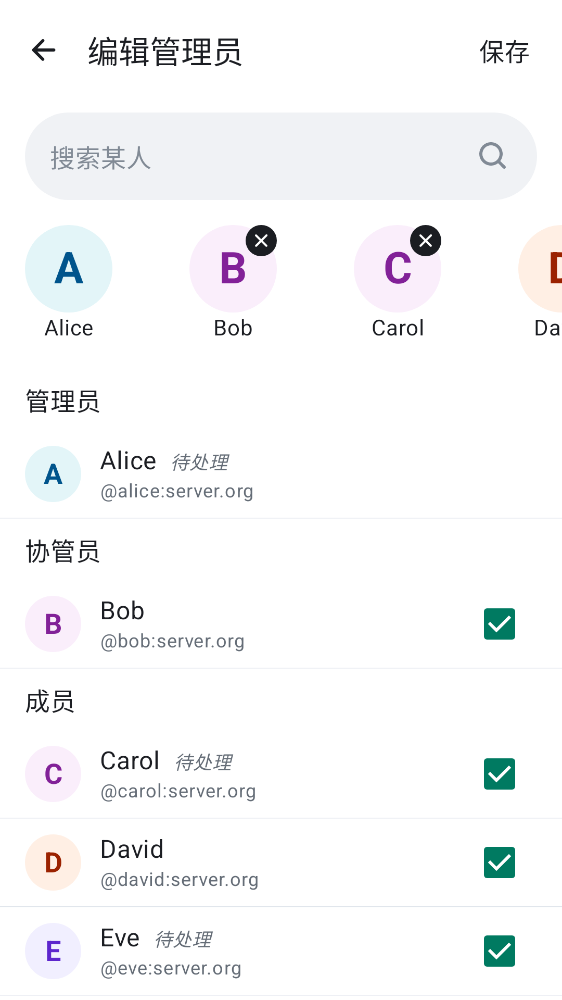 编辑管理员
保存
搜索某人
A
B
C
D
Alice
Bob
Carol
Da
管理员
A
Alice 待处理
@alice:server.org
协管员
B
Bob
@bob:server.org
成员
C
Carol 待处理
@carol:server.org
D
David
@david:server.org
E
Eve 待处理
@eve:server.org